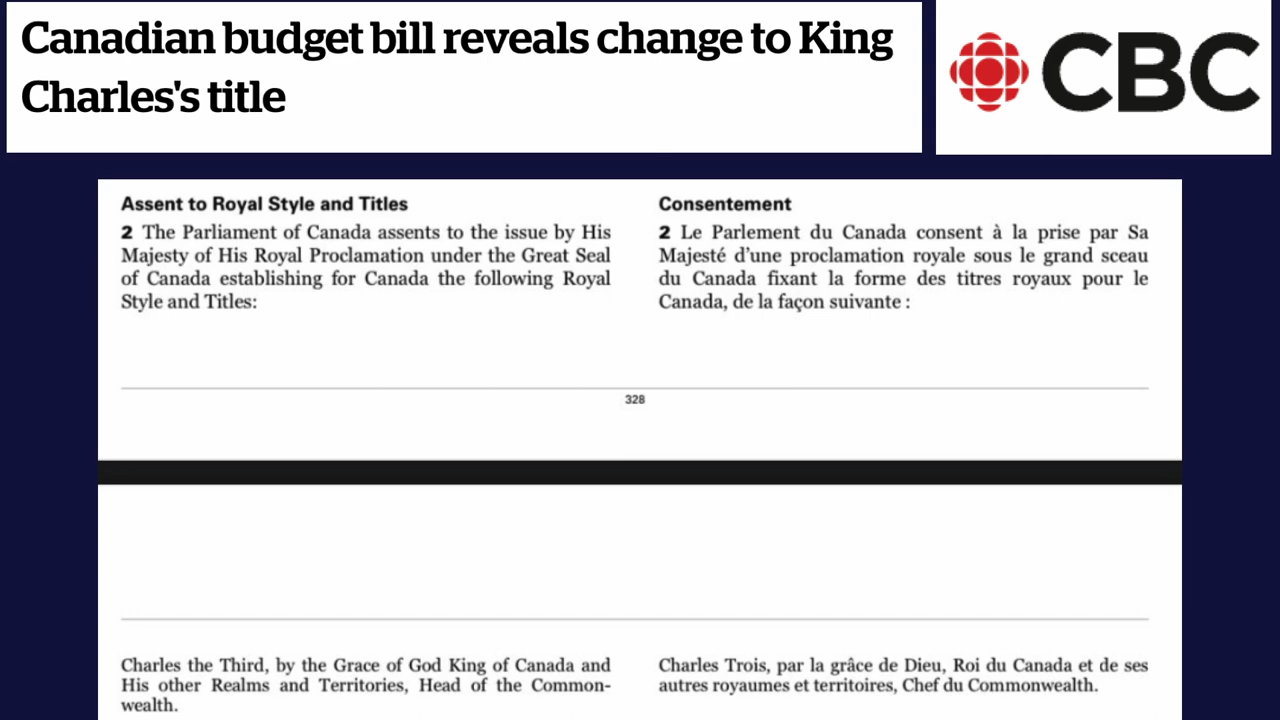 Canadian budget bill reveals change to King
Charles's title
CBC
Assent to Royal Style and Titles
2 The Parliament of Canada assents to the issue by His
Majesty of His Royal Proclamation under the Great Seal
of Canada establishing for Canada the following Royal
Style and Titles:
Consentement
2 Le Parlement du Canada consent à la prise par Sa
Majesté d'une proclamation royale sous le grand sceau
du Canada fixant la forme des titres royaux pour le
Canada, de la façon suivante :
328
Charles the Third, by the Grace of God King of Canada and
His other Realms and Territories, Head of the Common-
wealth.
Charles Trois, par la grâce de Dieu, Roi du Canada et de ses
autres royaumes et territoires, Chef du Commonwealth.